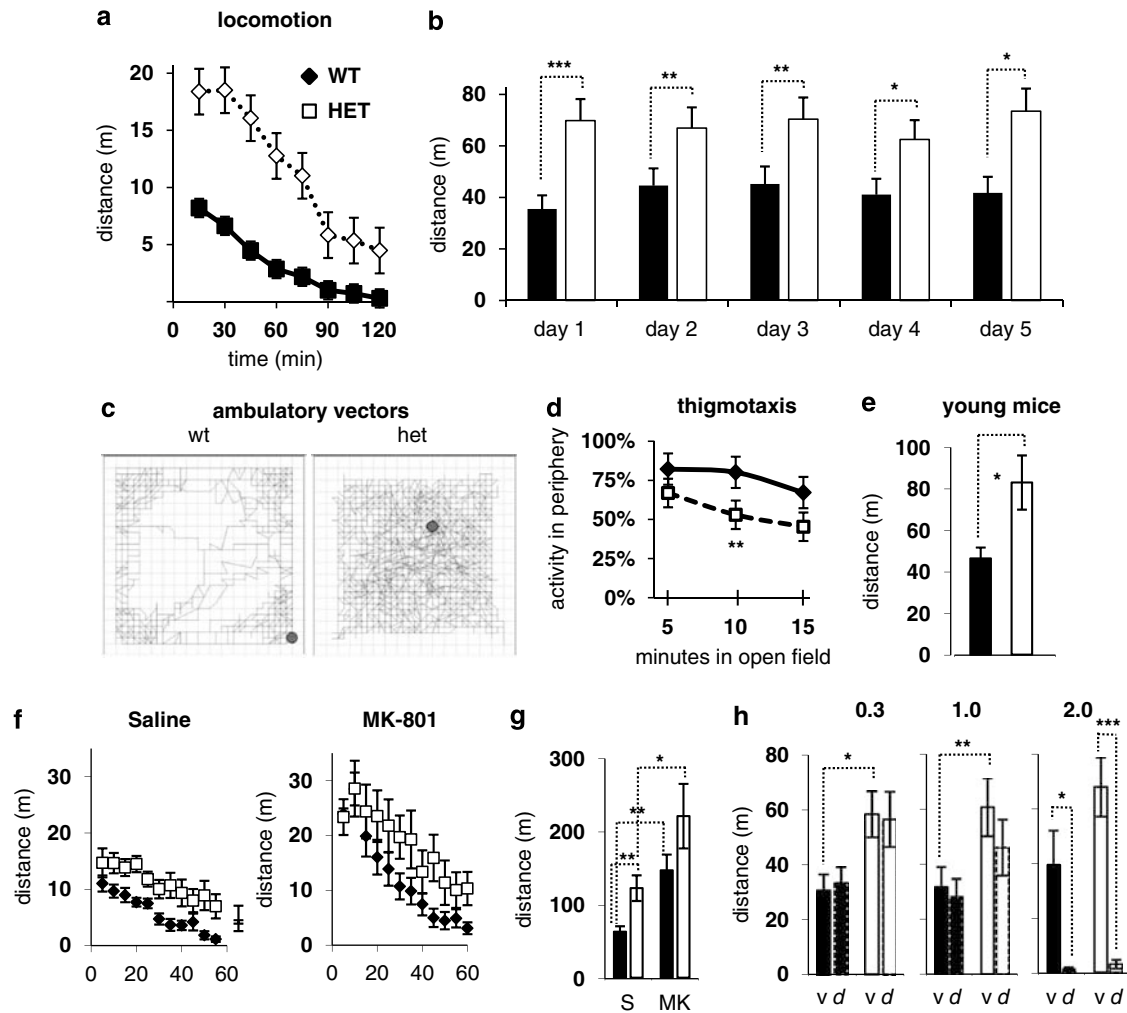 a
locomotion
20
15
10
5
distance (m)
0 30 60 90 120
time (min)
WT
HET
b
80
60
40
20
0
distance (m)
*** ** ** * *
day 1 day 2 day 3 day 4 day 5
c
ambulatory vectors
wt het
d
thigmotaxis
100%
75%
50%
25%
0%
activity in periphery
**
5 10 15
minutes in open field
e
young mice
100
80
60
40
20
0
distance (m)
*
f
Saline
30
20
10
0
distance (m)
0 20 40 60
MK-801
30
20
10
0
distance (m)
0 20 40 60
g
300
200
100
0
distance (m)
*
**
**
S MK
h
0.3 1.0 2.0
80
60
40
20
0
distance (m)
* ** * ***
v d v d v d v d v d v d